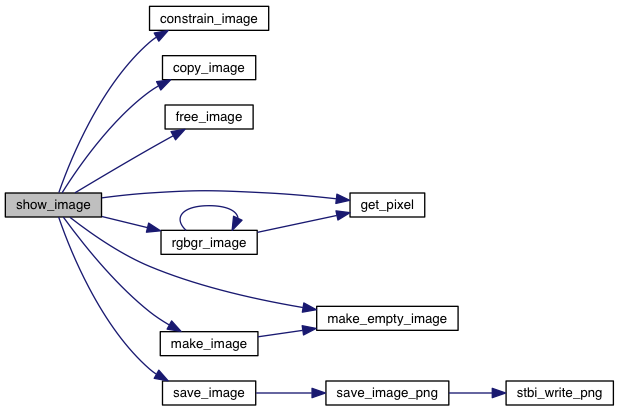 constrain_image
copy_image
free_image
show_image
get_pixel
rgbgr_image
make_empty_image
make_image
save_image
save_image_png
stbi_write_png